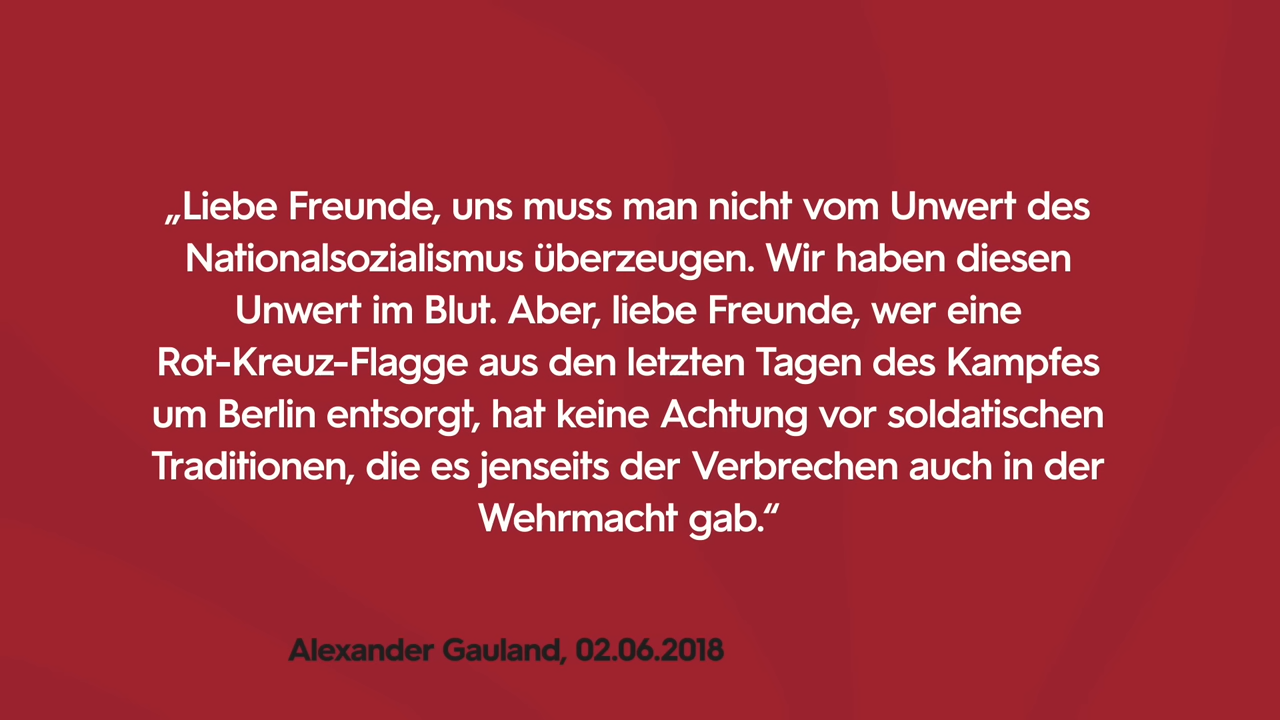 „Liebe Freunde, uns muss man nicht vom Unwert des
Nationalsozialismus überzeugen. Wir haben diesen
Unwert im Blut. Aber, liebe Freunde, wer eine
Rot-Kreuz-Flagge aus den letzten Tagen des Kampfes
um Berlin entsorgt, hat keine Achtung vor soldatischen
Traditionen, die es jenseits der Verbrechen auch in der
Wehrmacht gab.“
Alexander Gauland, 02.06.2018